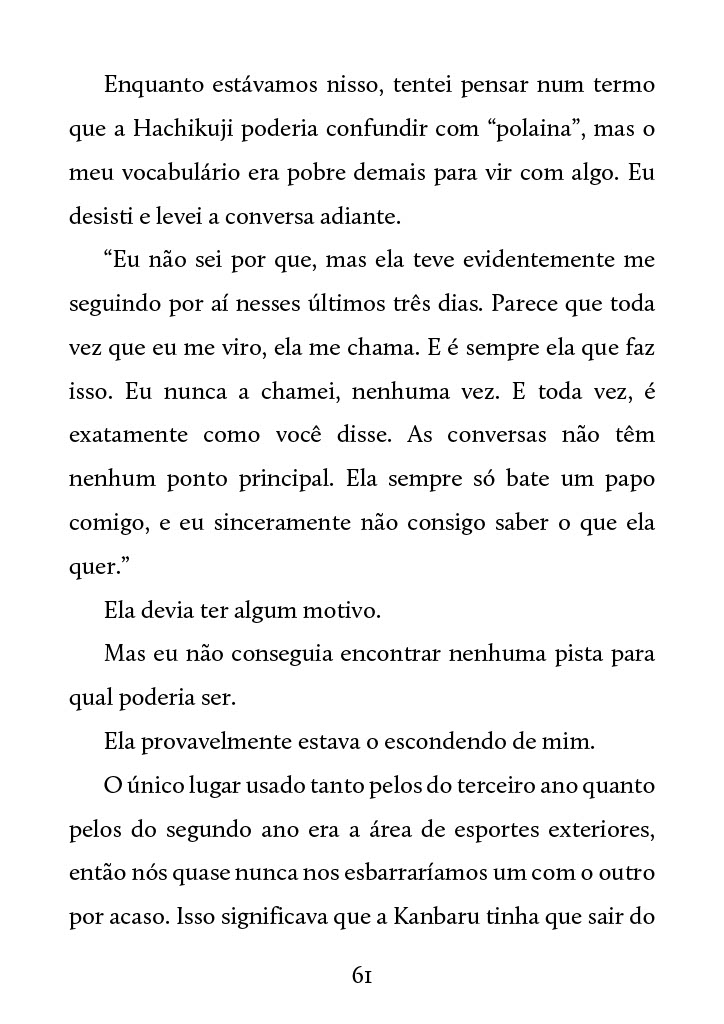 Enquanto estávamos nisso, tentei pensar num termo
que a Hachikuji poderia confundir com “polaina”, mas o
meu vocabulário era pobre demais para vir com algo. Eu
desisti e levei a conversa adiante.
“Eu não sei por que, mas ela teve evidentemente me
seguindo por aí nesses últimos três dias. Parece que toda
vez que eu me viro, ela me chama. E é sempre ela que faz
isso. Eu nunca a chamei, nenhuma vez. E toda vez, é
exatamente como você disse. As conversas não têm
nenhum ponto principal. Ela sempre só bate um papo
comigo, e eu sinceramente não consigo saber o que ela
quer.”
Ela devia ter algum motivo.
Mas eu não conseguia encontrar nenhuma pista para
qual poderia ser.
Ela provavelmente estava o escondendo de mim.
O único lugar usado tanto pelos do terceiro ano quanto
pelos do segundo ano era a área de esportes exteriores,
então nós quase nunca nos esbarraríamos um com o outro
por acaso. Isso significava que a Kanbaru tinha que sair do
61